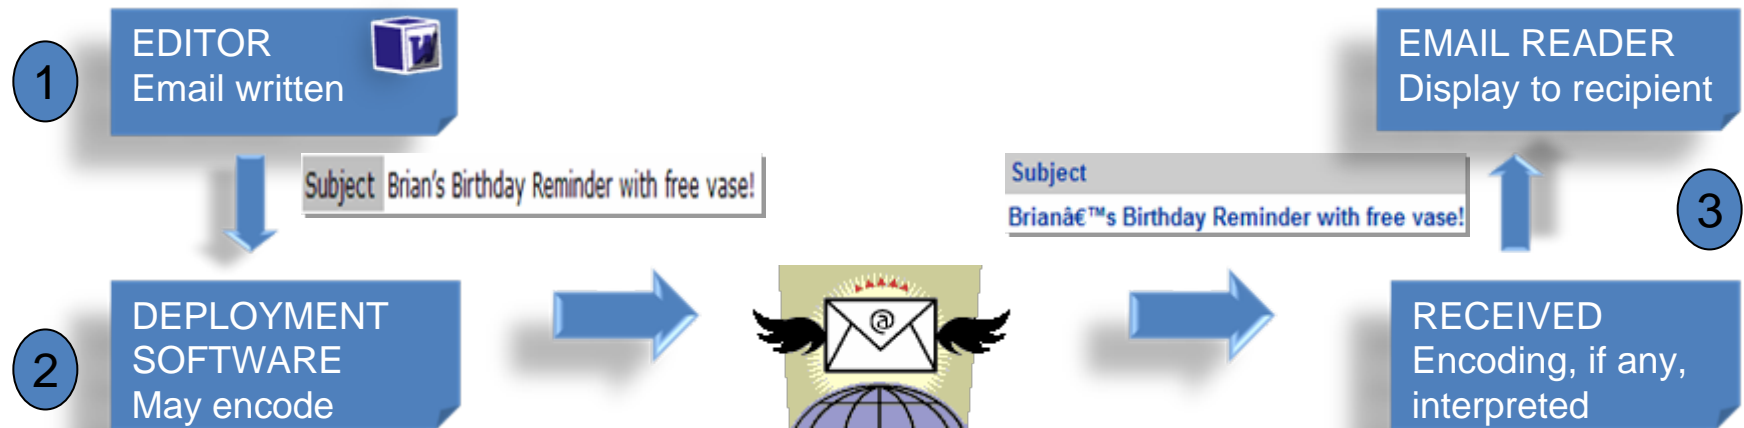 1
EDITOR
Email written
W
Subject Brian's Birthday Reminder with free vase!
2
DEPLOYMENT
SOFTWARE
May encode
@
Subject
Brianâ€™s Birthday Reminder with free vase!
EMAIL READER
Display to recipient
3
RECEIVED
Encoding, if any,
interpreted